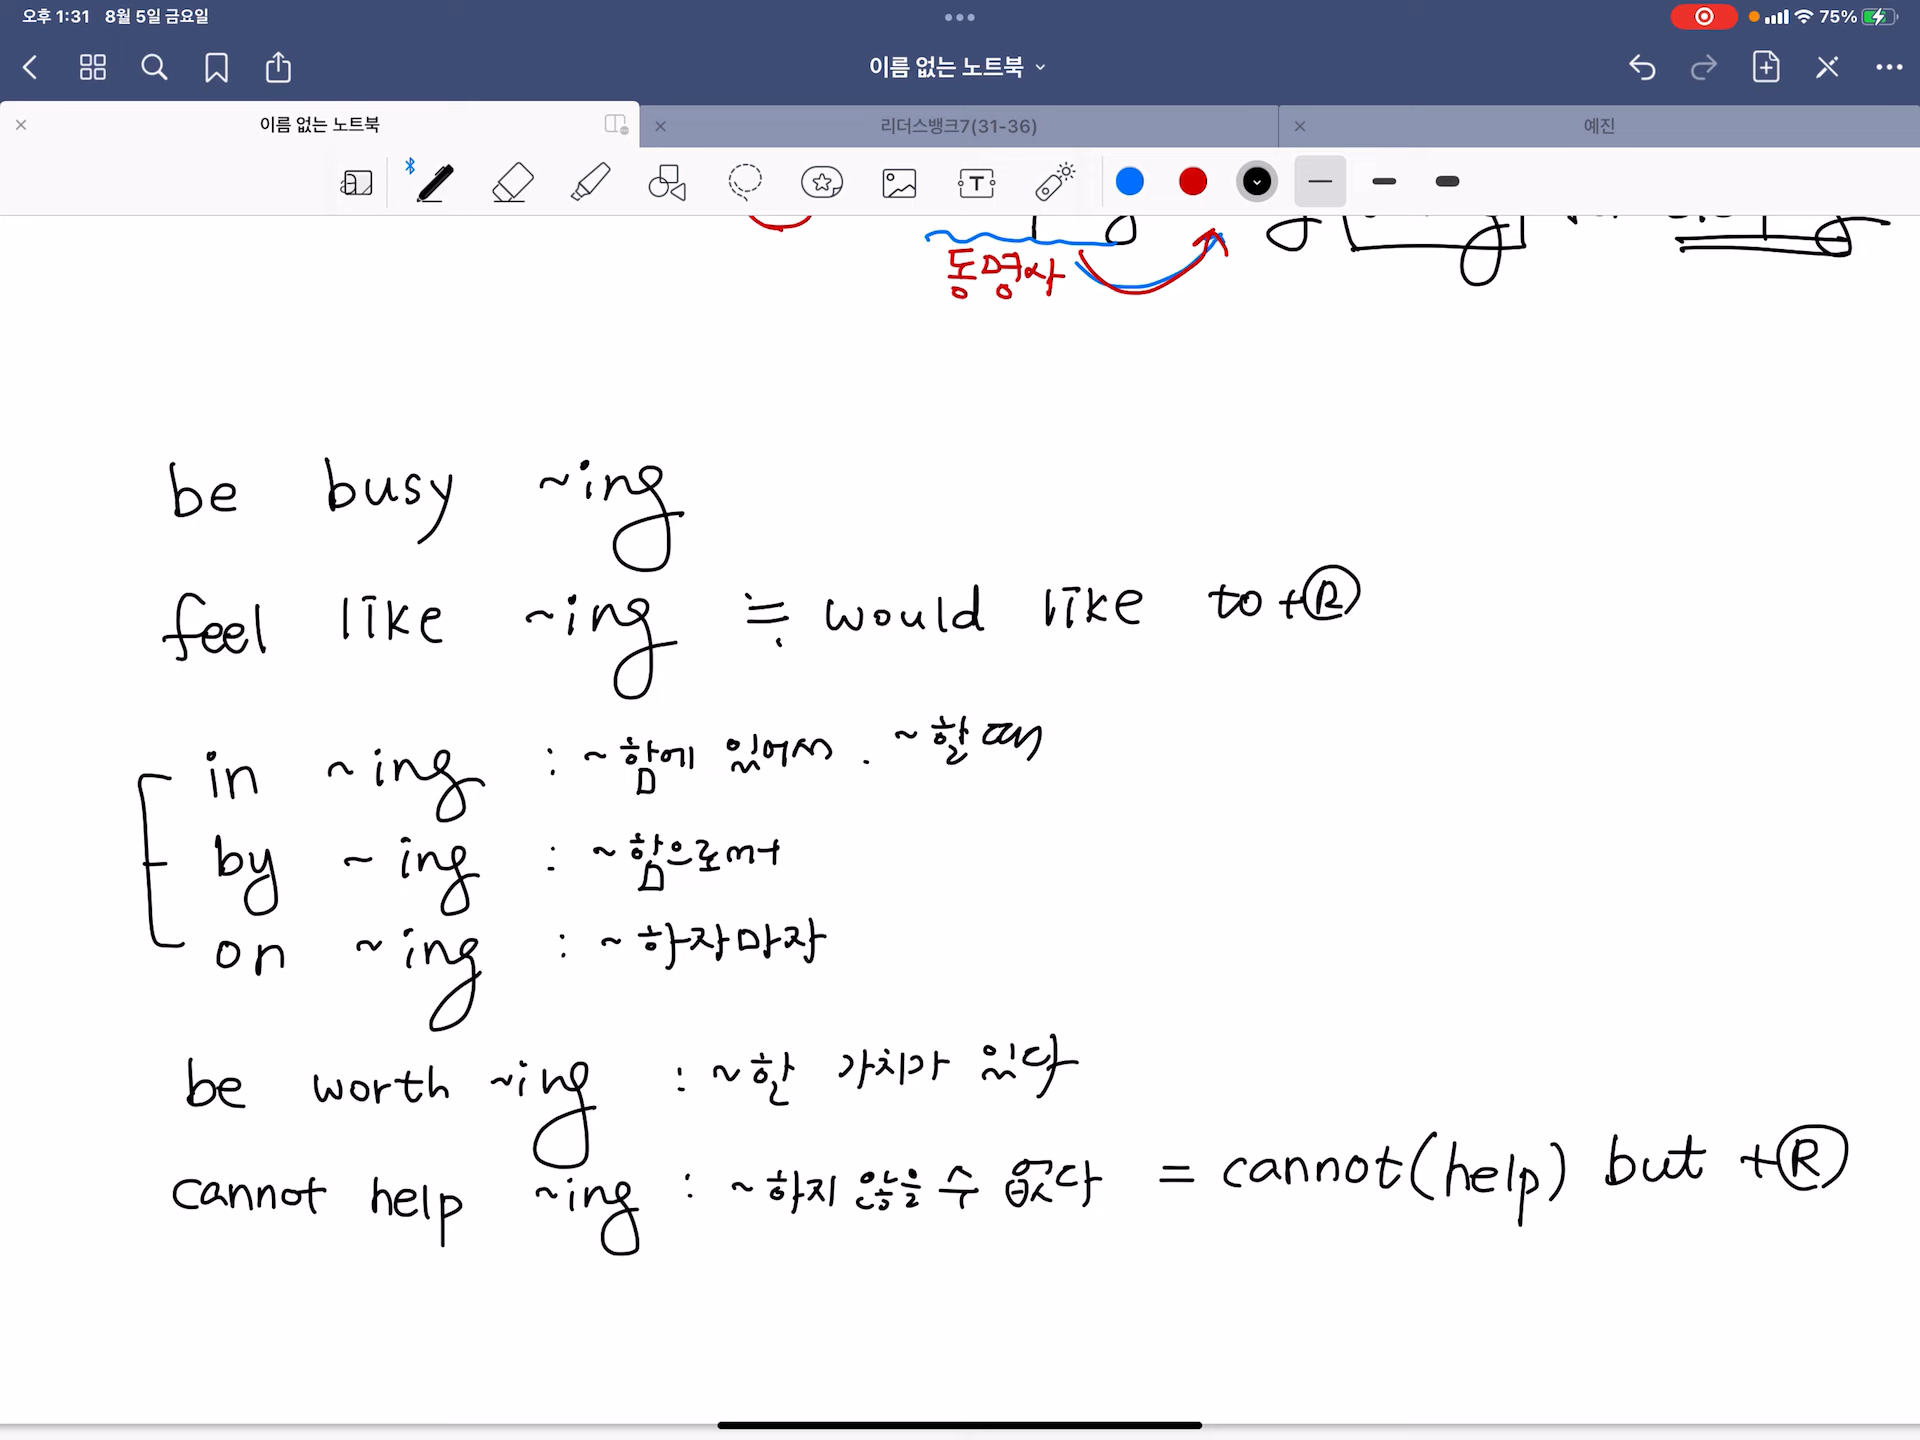 오후 1:31 8월 5일 금요일
75%
이름 없는 노트북
이름 없는 노트북 리더스뱅크7(31-36) 예진
동명사
be busy ~ing
feel like ~ing ≒ would like to +Ⓡ
in ~ing : ~함에 있어서. ~할 때
by ~ing : ~함으로써
on ~ing : ~하자마자
be worth ~ing : ~할 가치가 있다
cannot help ~ing : ~하지 않을 수 없다 = cannot(help) but +Ⓡ